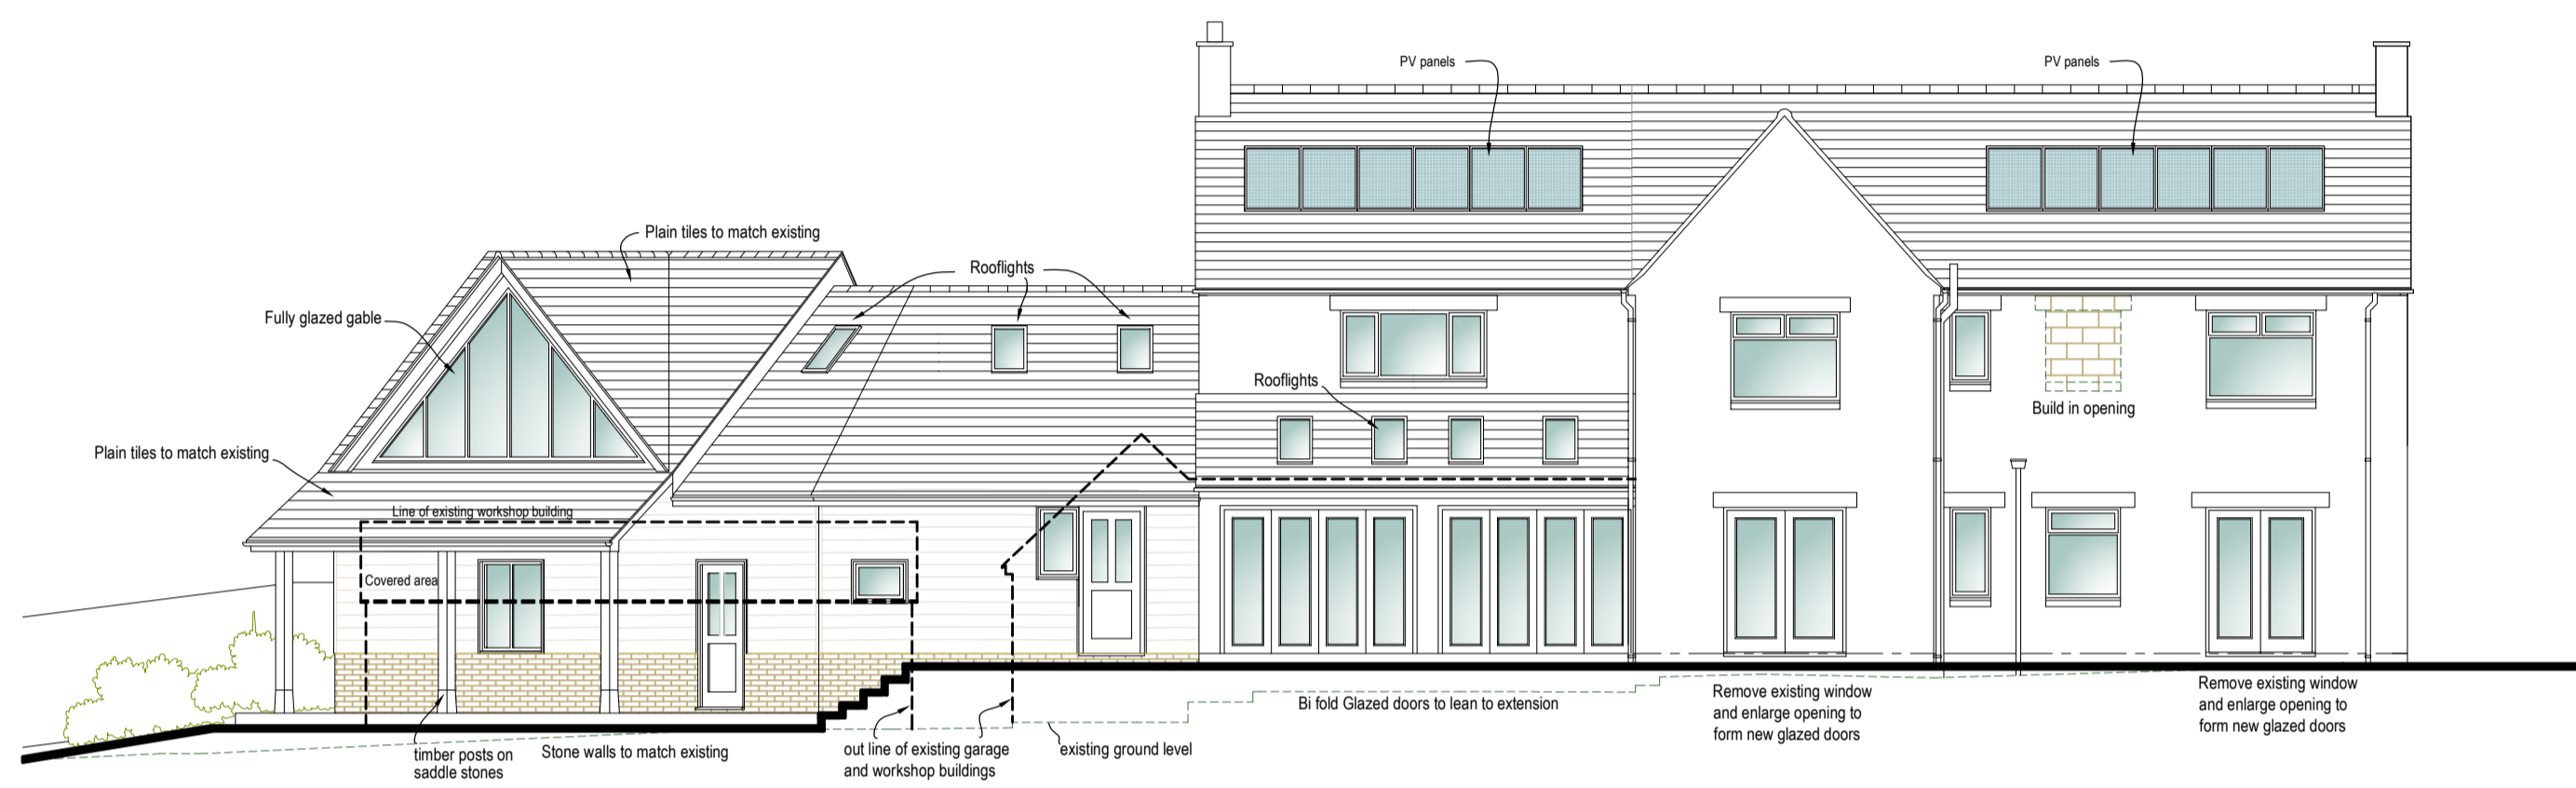 PV panels
PV panels
Plain tiles to match existing
Rooflights
Fully glazed gable
Rooflights
Build in opening
Plain tiles to match existing
Line of existing workshop building
Covered area
timber posts on
saddle stones
Stone walls to match existing
out line of existing garage
and workshop buildings
existing ground level
Bi fold Glazed doors to lean to extension
Remove existing window
and enlarge opening to
form new glazed doors
Remove existing window
and enlarge opening to
form new glazed doors